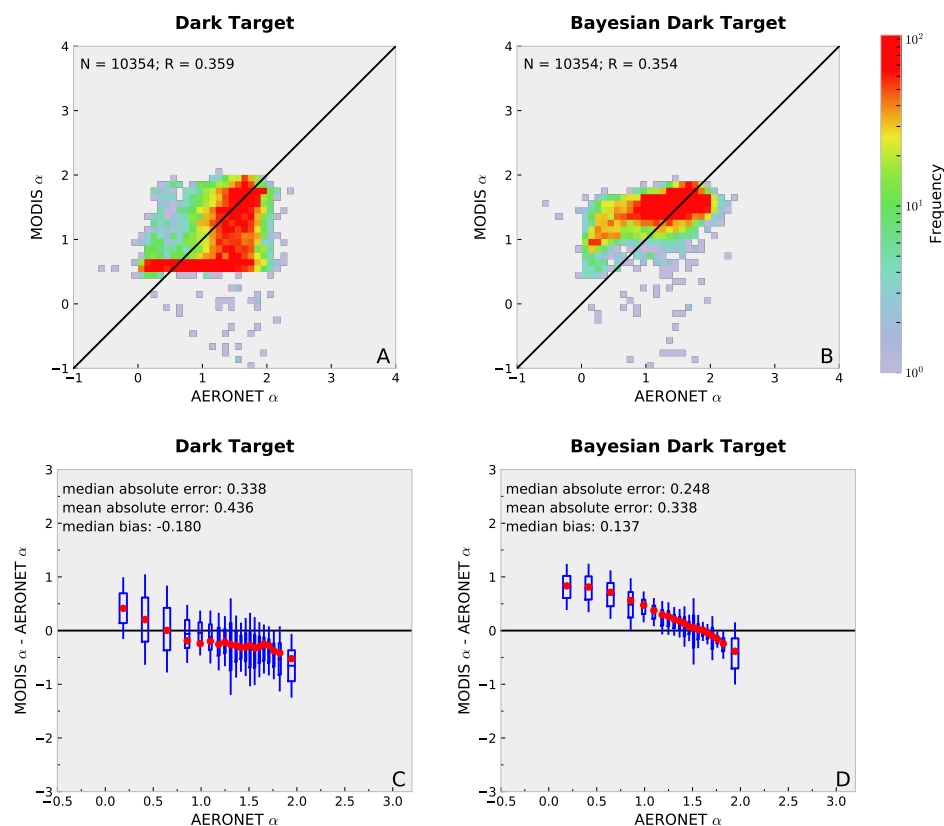 Dark Target
Bayesian Dark Target
N = 10354; R = 0.359
N = 10354; R = 0.354
4
3
2
1
0
−1
MODIS α
4
3
2
1
0
−1
MODIS α
A
B
−1 0 1 2 3 4
−1 0 1 2 3 4
AERONET α
AERONET α
10²
10¹
10⁰
Frequency
Dark Target
Bayesian Dark Target
median absolute error: 0.338
mean absolute error: 0.436
median bias: -0.180
median absolute error: 0.248
mean absolute error: 0.338
median bias: 0.137
3
2
1
0
−1
−2
−3
MODIS α - AERONET α
3
2
1
0
−1
−2
−3
MODIS α - AERONET α
C
D
−0.5 0.0 0.5 1.0 1.5 2.0 2.5 3.0
−0.5 0.0 0.5 1.0 1.5 2.0 2.5 3.0
AERONET α
AERONET α